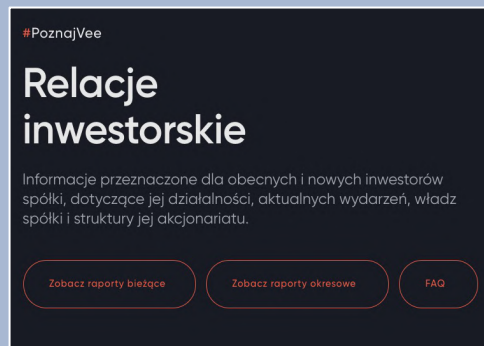 #PoznajVee
Relacje
inwestorskie
Informacje przeznaczone dla obecnych i nowych inwestorów
spółki, dotyczące jej działalności, aktualnych wydarzeń, władz
spółki i struktury jej akcjonariatu.
Zobacz raporty bieżące
Zobacz raporty okresowe
FAQ